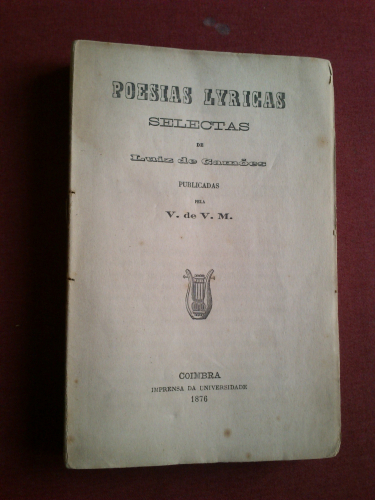 POESIAS LYRICAS
SELECTAS
DE
Luiz de Camões
PUBLICADAS
PELA
V. de V. M.
COIMBRA
IMPRENSA DA UNIVERSIDADE
1876